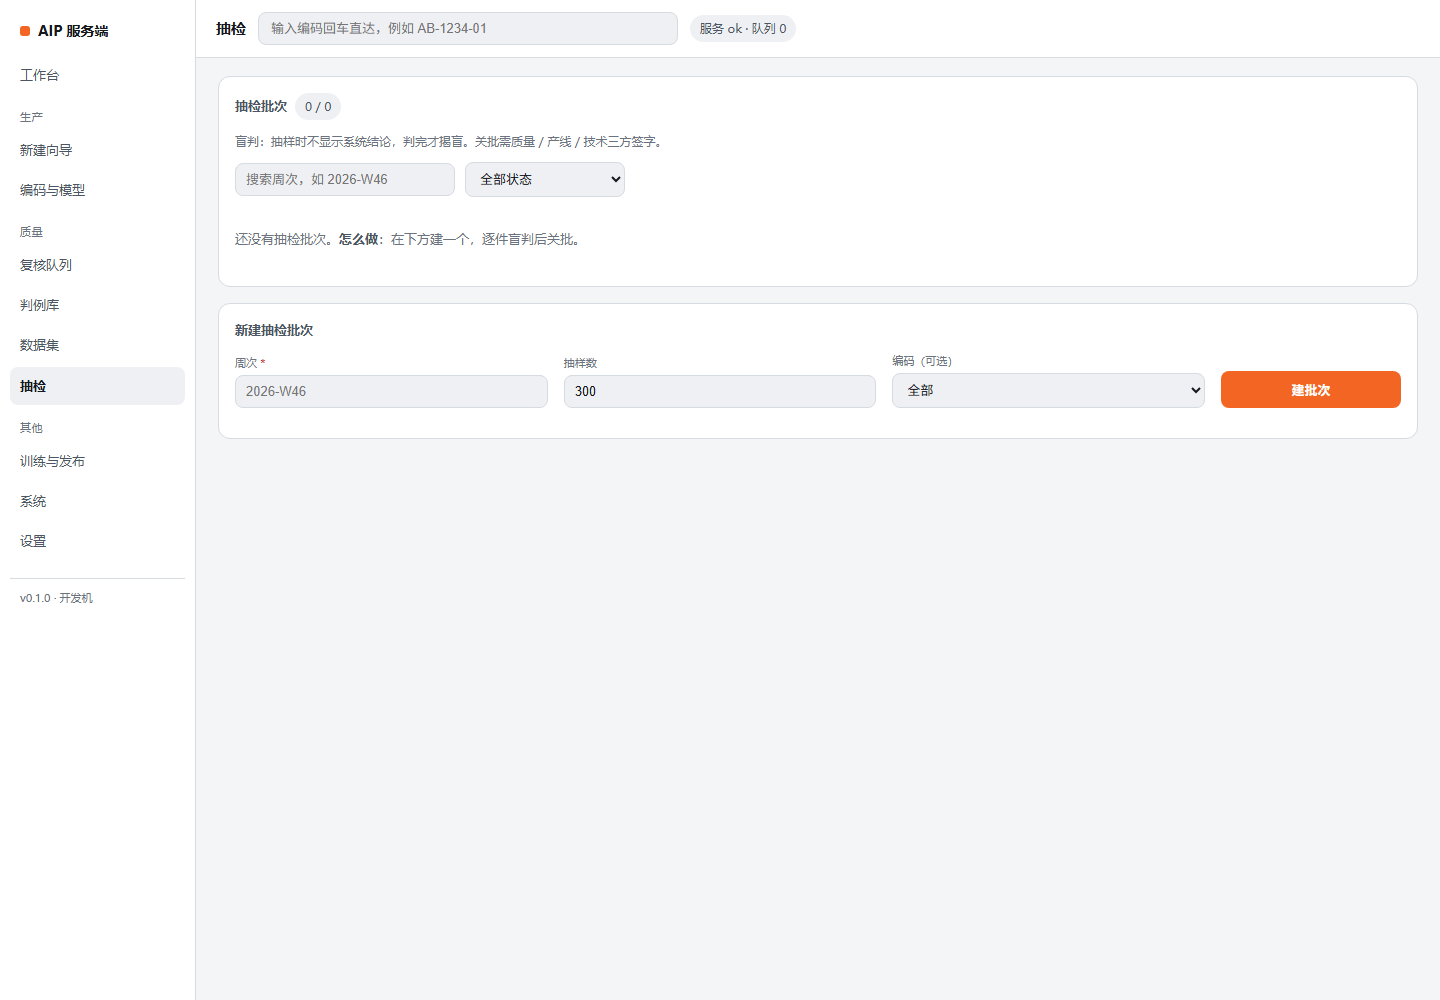 AIP 服务端
工作台
生产
新建向导
编码与模型
质量
复核队列
判例库
数据集
抽检
其他
训练与发布
系统
设置
v0.1.0 · 开发机
抽检
输入编码回车直达，例如 AB-1234-01
服务 ok · 队列 0
抽检批次
0 / 0
盲判：抽样时不显示系统结论，判完才揭盲。关批需质量 / 产线 / 技术三方签字。
搜索周次，如 2026-W46
全部状态
还没有抽检批次。怎么做：在下方建一个，逐件盲判后关批。
新建抽检批次
周次 *
抽样数
编码（可选）
2026-W46
300
全部
建批次